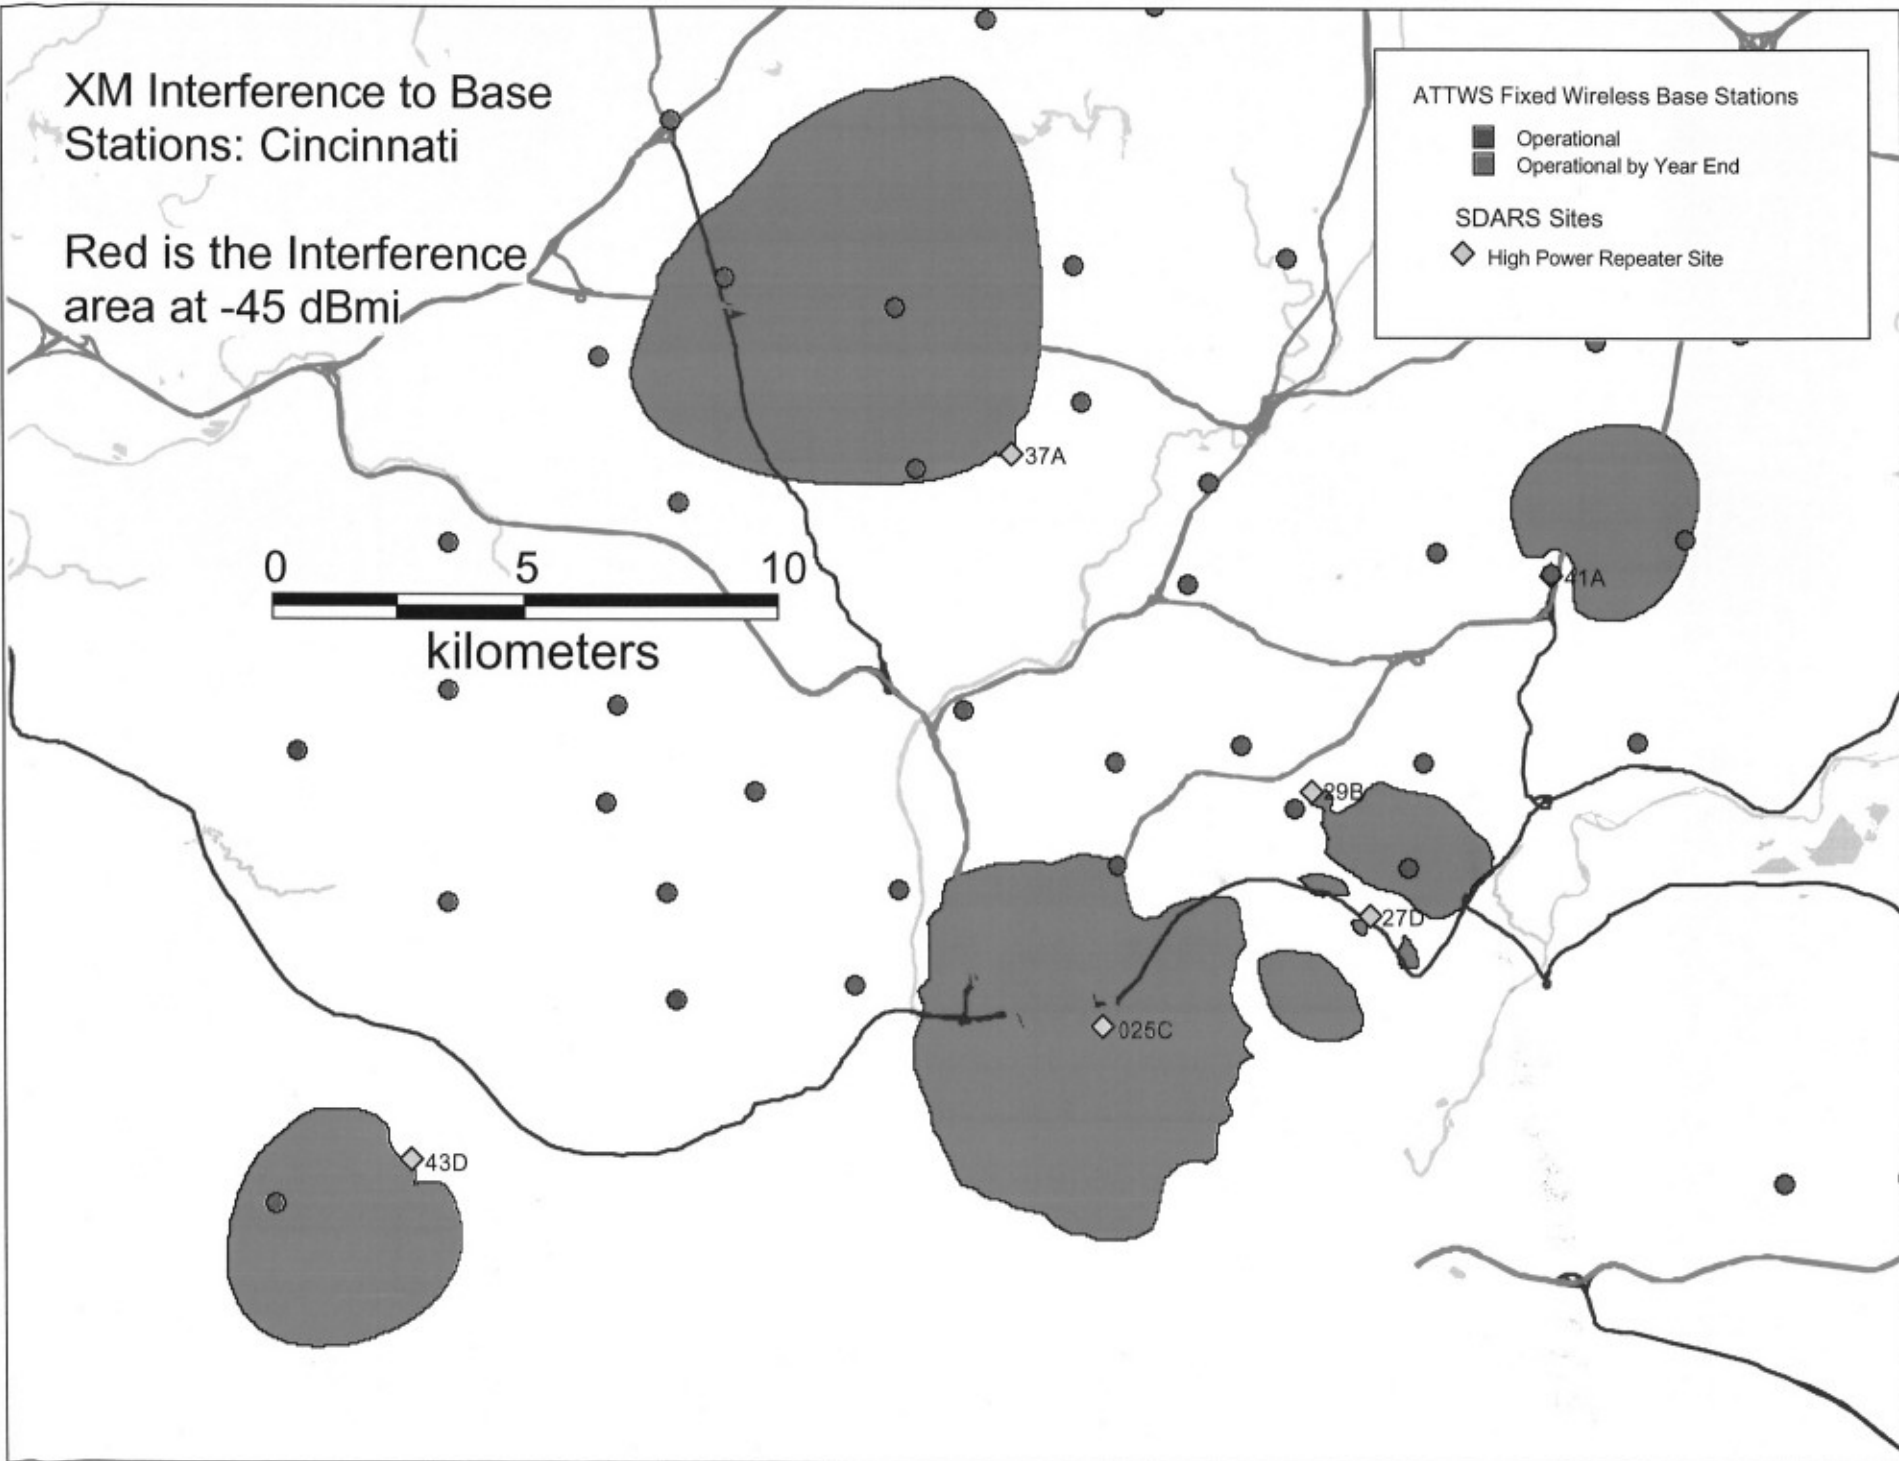 XM Interference to Base
Stations: Cincinnati
Red is the Interference
area at -45 dBmi
ATTWS Fixed Wireless Base Stations
Operational
Operational by Year End
SDARS Sites
High Power Repeater Site
37A
41A
0 5 10
kilometers
29B
27D
025C
43D